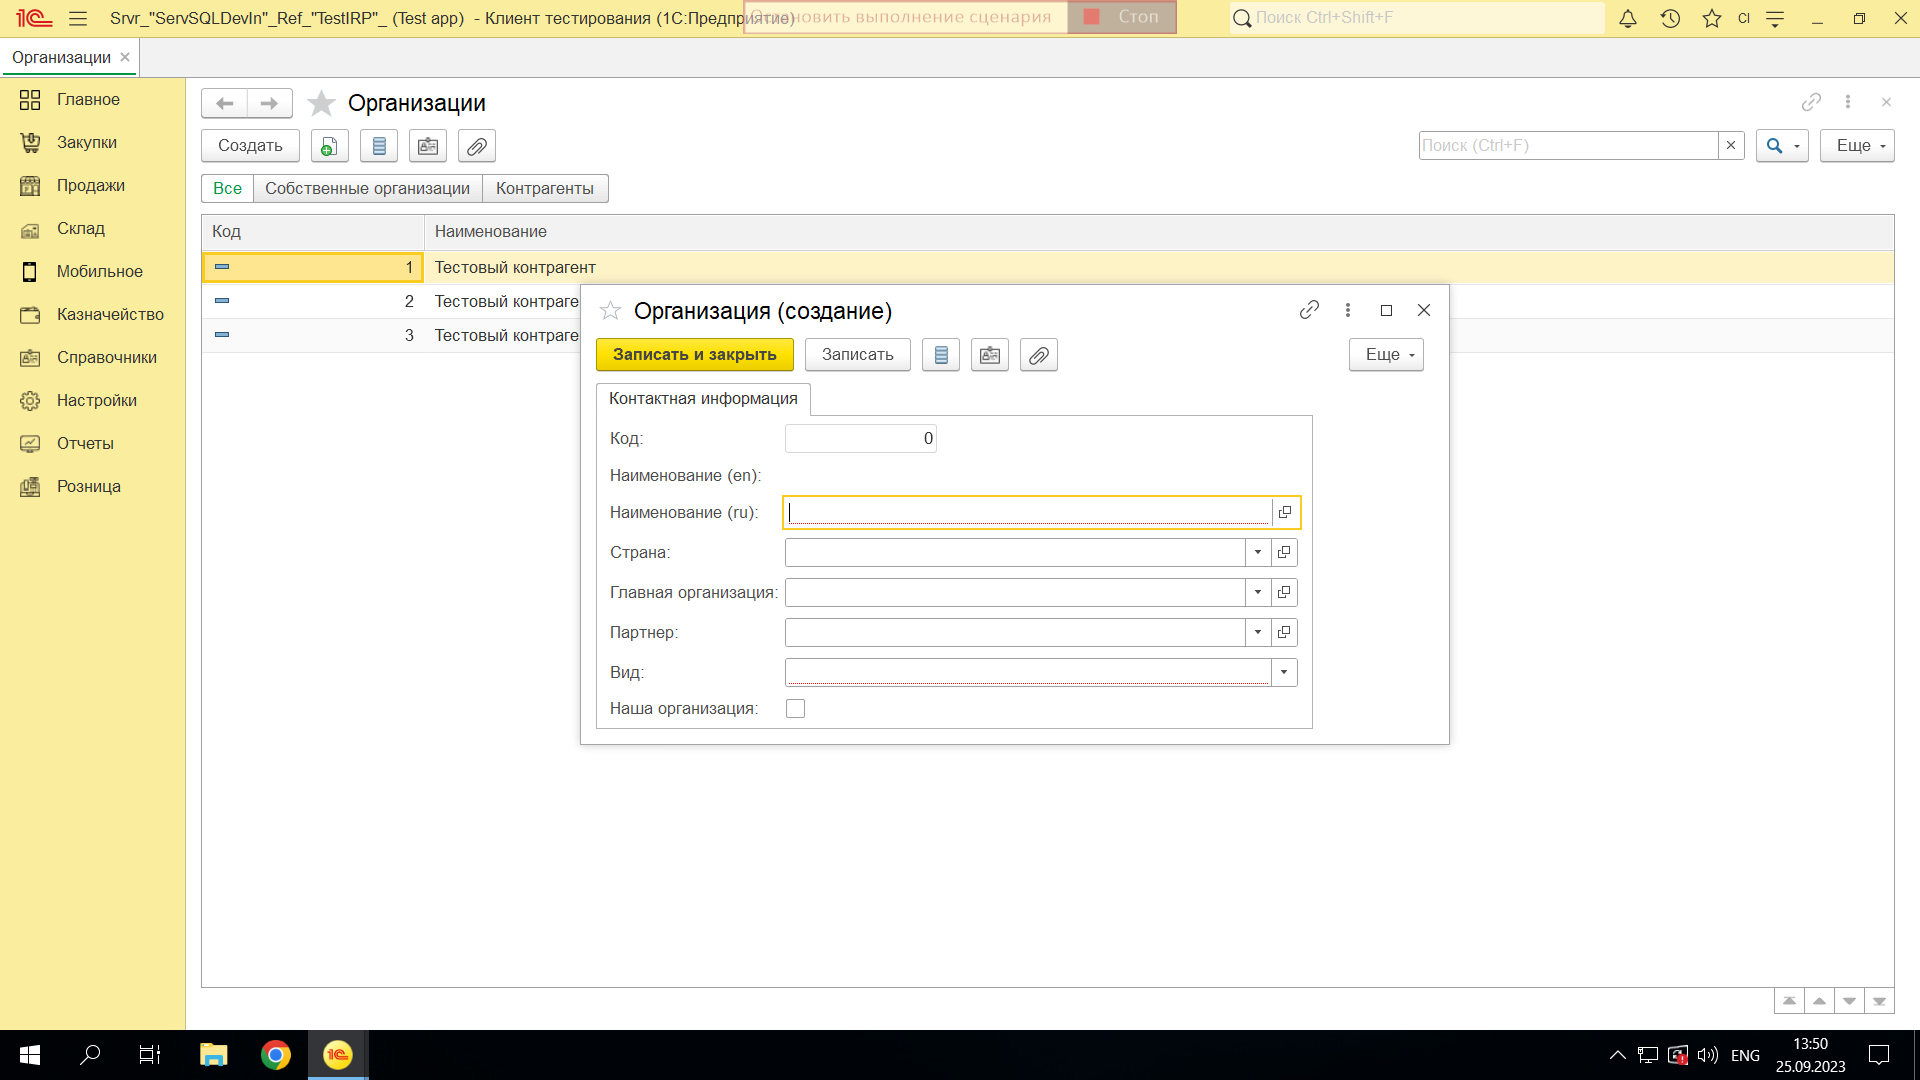 Srvr_"ServSQLDevIn"_Ref_"TestIRP"_ (Test app) - Клиент тестирования (1С:Предприятие)
Остановить выполнение сценария
Стоп
Поиск Ctrl+Shift+F
CI
Организации
Главное
Закупки
Продажи
Склад
Мобильное
Казначейство
Справочники
Настройки
Отчеты
Розница
Организации
Создать
Поиск (Ctrl+F)
Еще
Все
Собственные организации
Контрагенты
Код
Наименование
1
Тестовый контрагент
2
Тестовый контраге
3
Тестовый контраге
Организация (создание)
Записать и закрыть
Записать
Еще
Контактная информация
Код:
0
Наименование (en):
Наименование (ru):
Страна:
Главная организация:
Партнер:
Вид:
Наша организация:
ENG
13:50
25.09.2023